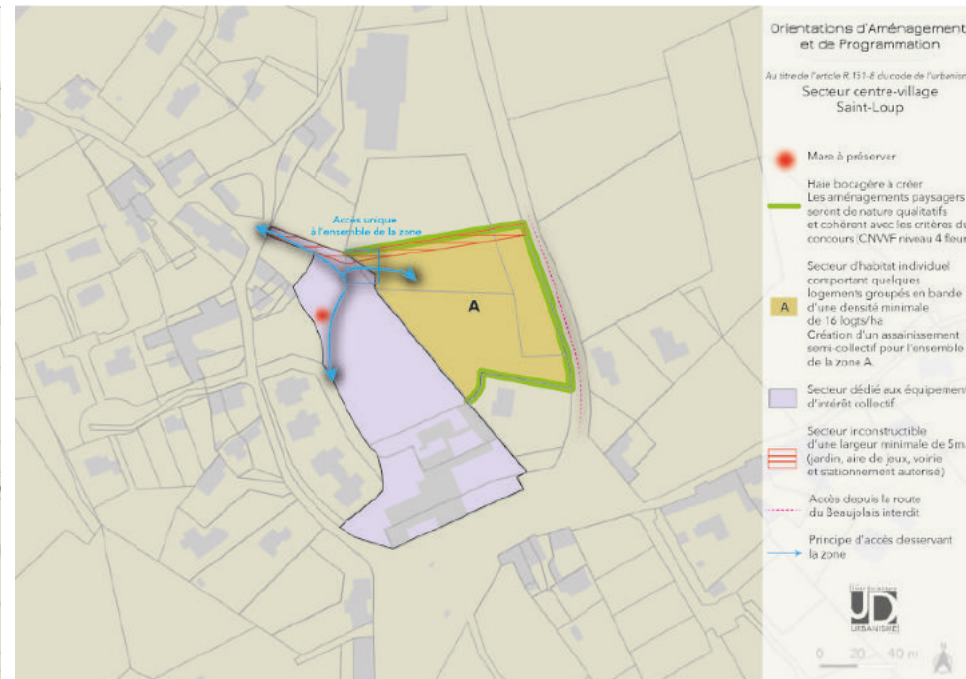 Orientations d'Aménagement
et de Programmation
Au titre de l'article R.151-8 du code de l'urbanisme
Secteur centre-village
Saint-Loup
Mare à préserver
Haie bocagère à créer
Les aménagements paysagers
seront de nature qualitatifs
et cohérent avec les critères du
concours (CNVVF niveau 4 fleur
Secteur d'habitat individuel
comportant quelques
logements groupés en bande
A
d'une densité minimale
de 16 logts/ha
Création d'un assainissement
semi-collectif pour l'ensemble
de la zone A.
Secteur dédié aux équipement
d'intérêt collectif
Secteur inconstructible
d'une largeur minimale de 5m.
(jardin, aire de jeux, voirie
et stationnement autorisé)
Accès depuis la route
du Beaujolais interdit
Principe d'accès desservant
la zone
Accès unique
à l'ensemble de la zone
A
UD
URBANISME
0 20 40 m
N